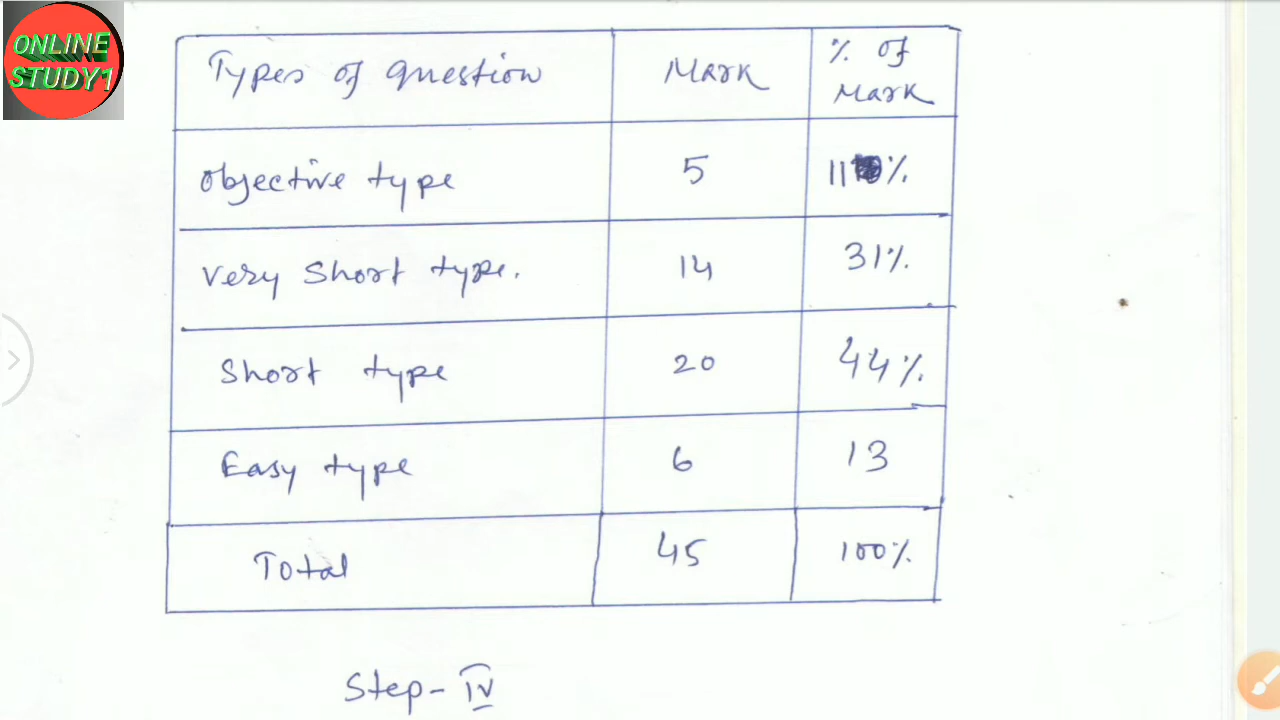 ONLINE
STUDY1
Types of question Mark % of Mark
Objective type 5 11%
Very Short type. 14 31%
Short type 20 44%
Easy type 6 13
Total 45 100%
Step-IV